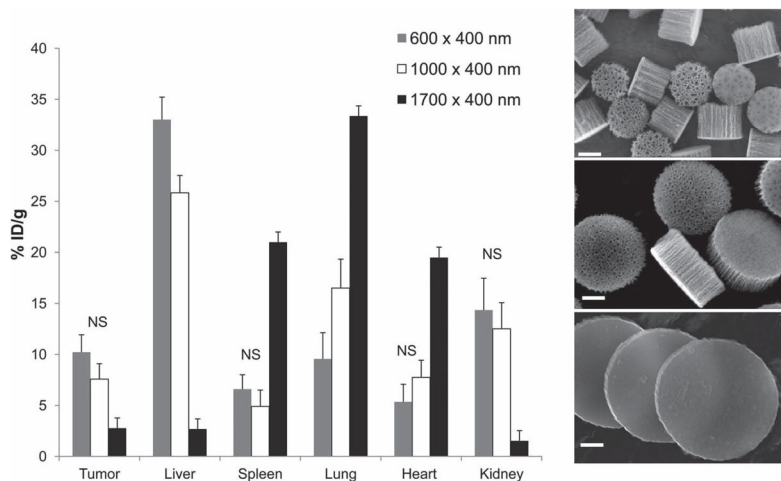 40
35
30
25
20
15
10
5
0
% ID/g
600 x 400 nm
1000 x 400 nm
1700 x 400 nm
NS
NS
NS
NS
Tumor Liver Spleen Lung Heart Kidney